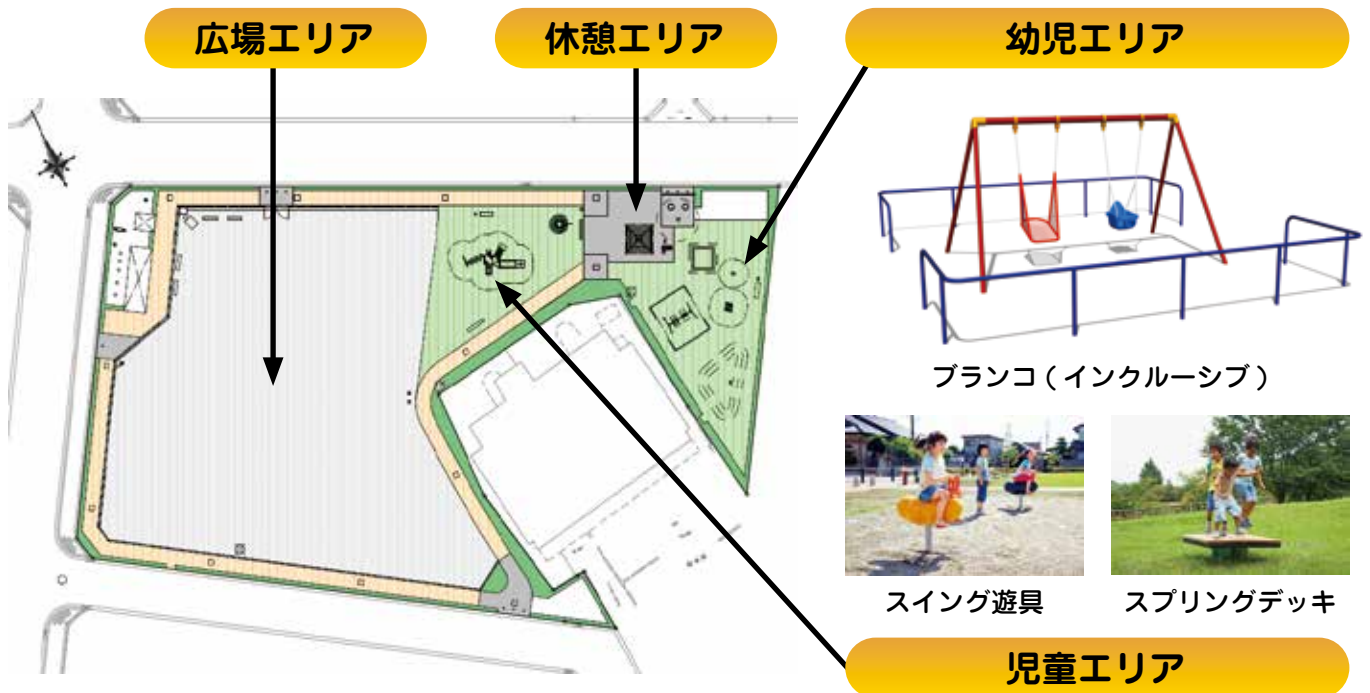 広場エリア
休憩エリア
幼児エリア
ブランコ（インクルーシブ）
スイング遊具
スプリングデッキ
児童エリア